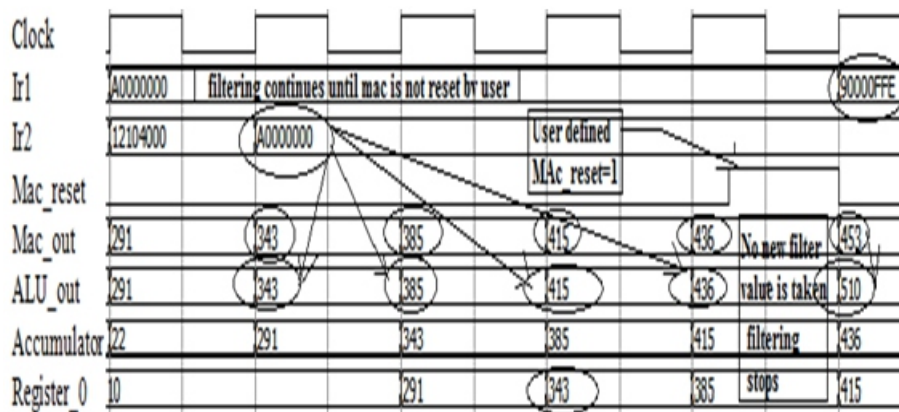 Clock
Ir1 A0000000 filtering continues until mac is not reset by user 90000FFE
Ir2 12104000 A0000000
User defined
MAc_reset=1
Mac_reset
Mac_out 291 343 385 415 436 453
No new filter
value is taken
filtering
stops
ALU_out 291 343 385 415 436 510
Accumulator 22 291 343 385 415 436
Register_0 10 291 343 385 415